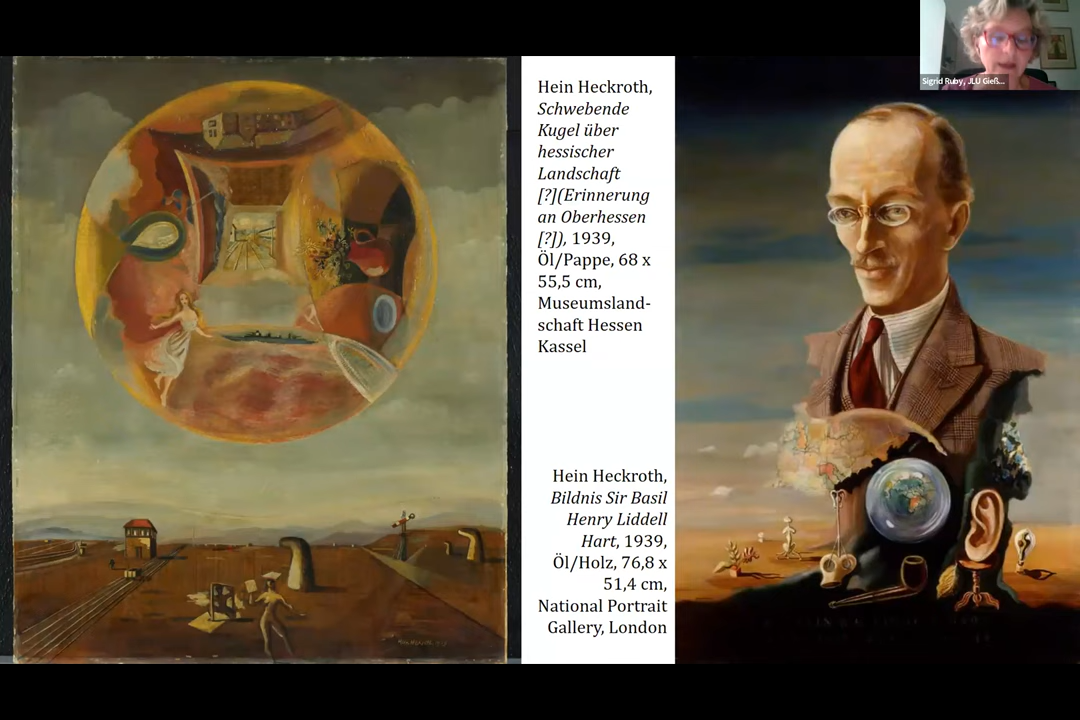 Sigrid Ruby, JLU Gieß...
Hein Heckroth,
Schwebende
Kugel über
hessischer
Landschaft
[?](Erinnerung
an Oberhessen
[?]), 1939,
Öl/Pappe, 68 x
55,5 cm,
Museumsland-
schaft Hessen
Kassel
Hein Heckroth,
Bildnis Sir Basil
Henry Liddell
Hart, 1939,
Öl/Holz, 76,8 x
51,4 cm,
National Portrait
Gallery, London